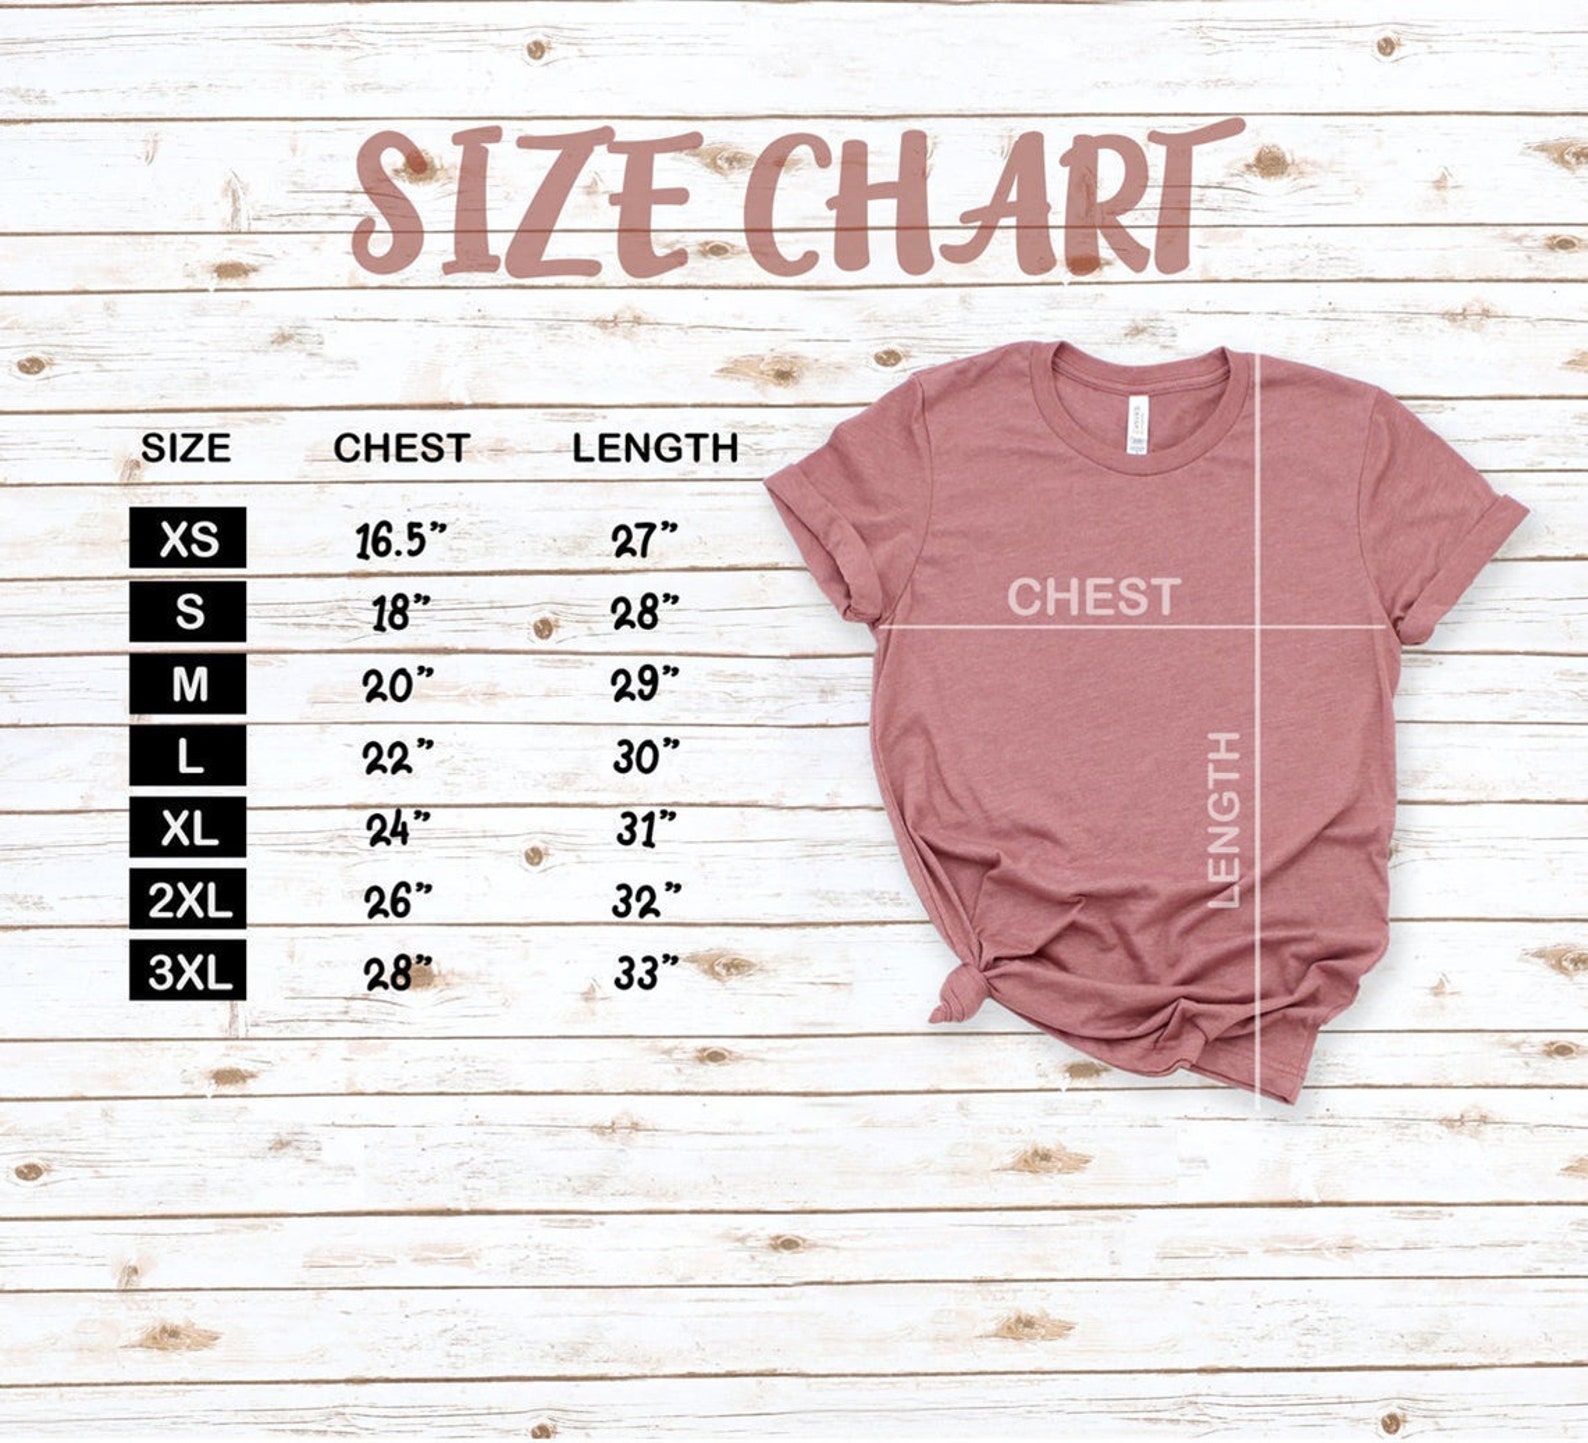 SIZE CHART
SIZE CHEST LENGTH
XS 16.5” 27”
S 18” 28”
M 20” 29”
L 22” 30”
XL 24” 31”
2XL 26” 32”
3XL 28” 33”
CHEST
LENGTH